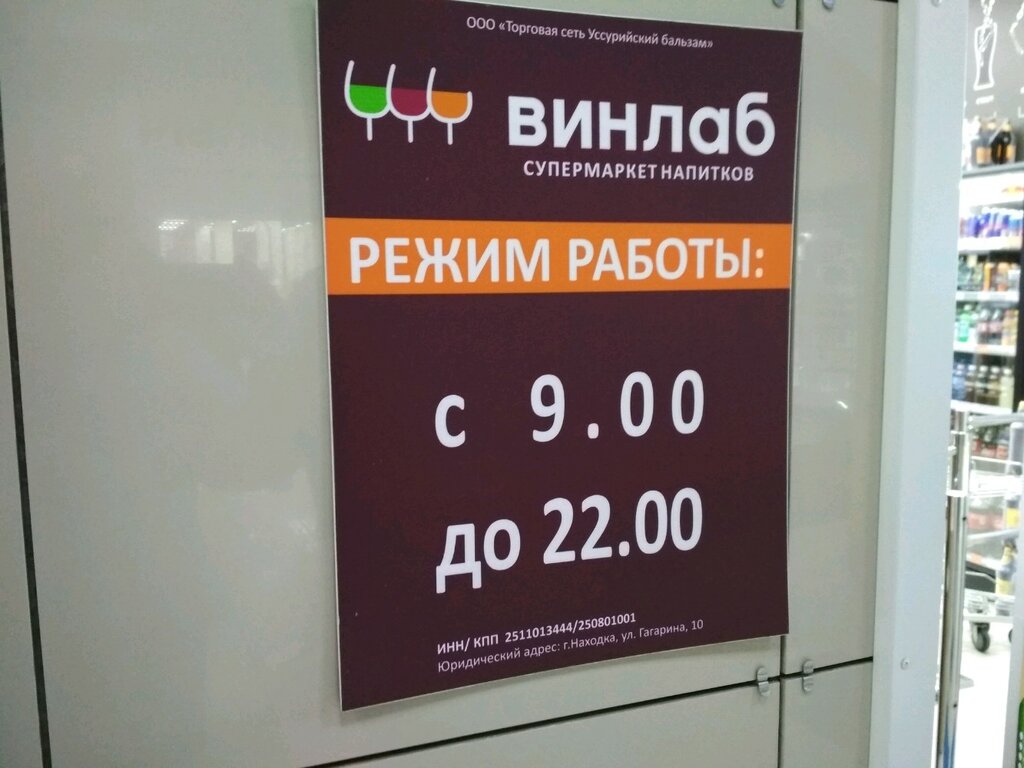 ООО «Торговая сеть Уссурийский бальзам»
винлаб
СУПЕРМАРКЕТ НАПИТКОВ
РЕЖИМ РАБОТЫ:
с 9.00
до 22.00
ИНН/ КПП 2511013444/250801001
Юридический адрес: г.Находка, ул. Гагарина, 10